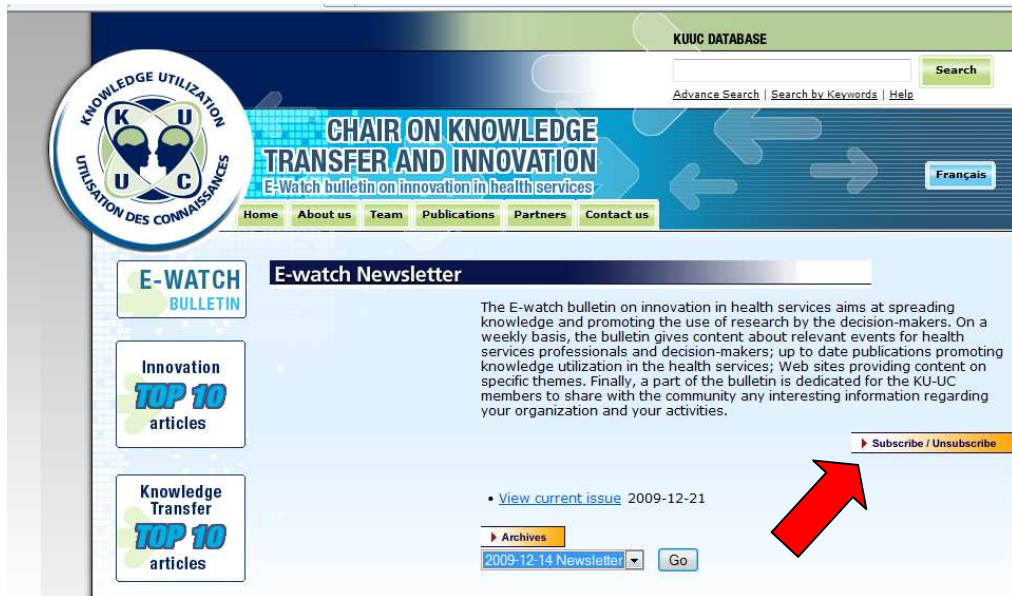 KUUC DATABASE
Search
Advance Search | Search by Keywords | Help
KNOWLEDGE UTILIZATION
K U
U C
UTILISATION DES CONNAISSANCES
CHAIR ON KNOWLEDGE
TRANSFER AND INNOVATION
E-Watch bulletin on innovation in health services
Français
Home About us Team Publications Partners Contact us
E-WATCH
BULLETIN
Innovation
TOP 10
articles
Knowledge
Transfer
TOP 10
articles
E-watch Newsletter
The E-watch bulletin on innovation in health services aims at spreading
knowledge and promoting the use of research by the decision-makers. On a
weekly basis, the bulletin gives content about relevant events for health
services professionals and decision-makers; up to date publications promoting
knowledge utilization in the health services; Web sites providing content on
specific themes. Finally, a part of the bulletin is dedicated for the KU-UC
members to share with the community any interesting information regarding
your organization and your activities.
Subscribe / Unsubscribe
• View current issue 2009-12-21
Archives
2009-12-14 Newsletter Go